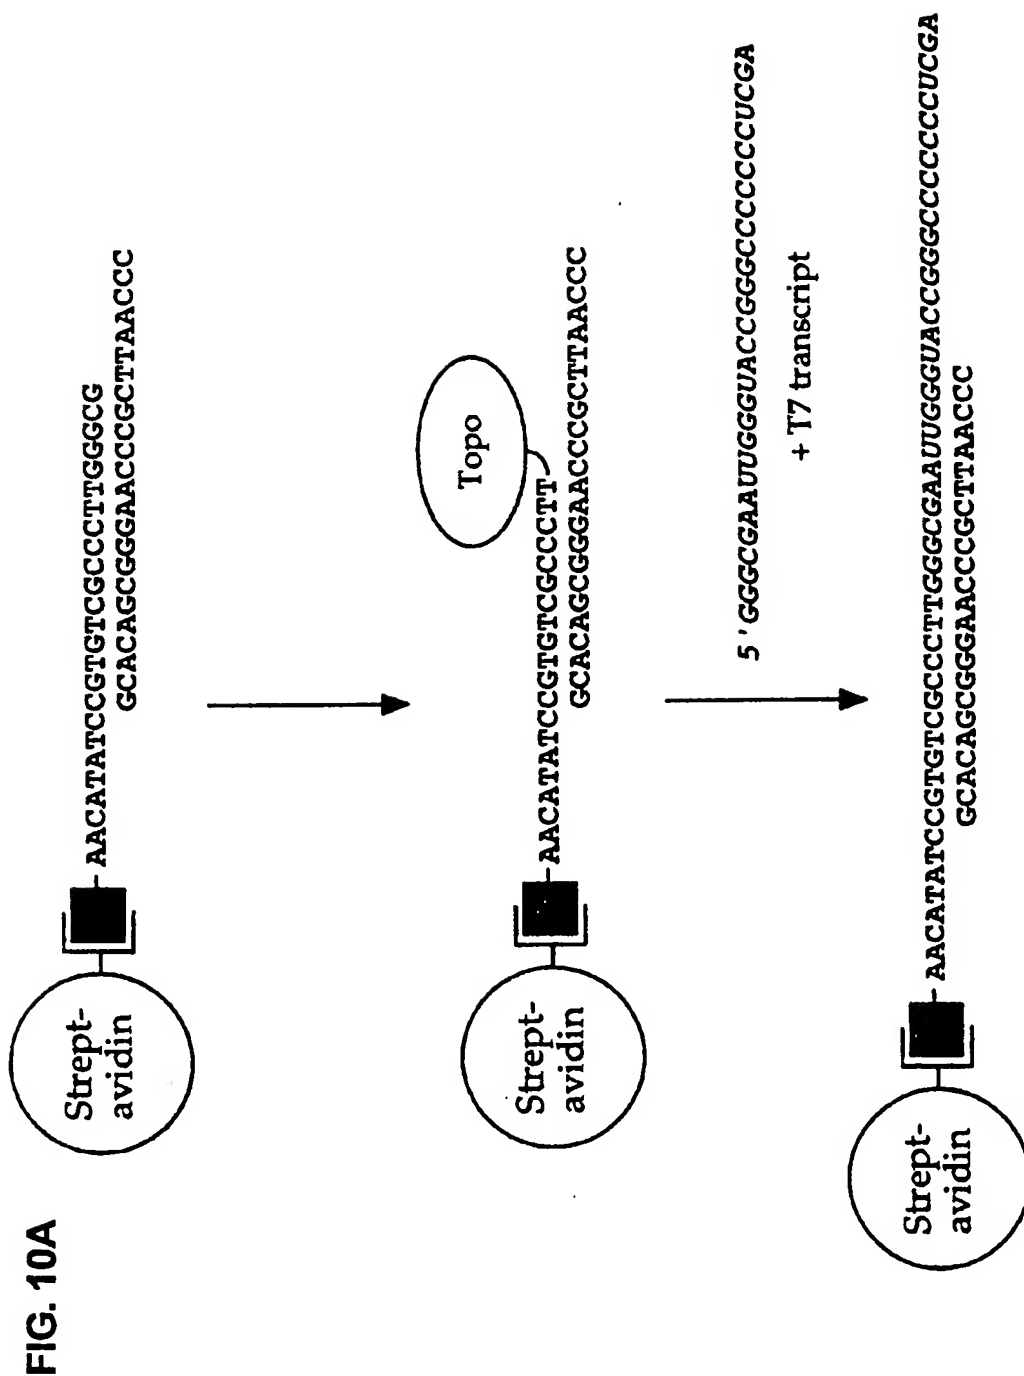 FIG. 10A
Strept-
avidin
AACATATCCGTGTCGCCCTTGGGCG
GCACAGCGGGAACCCGCTTAACCC
Topo
Strept-
avidin
AACATATCCGTGTCGCCCTT
GCACAGCGGGAACCCGCTTAACCC
5'GGGCGAAUUGGGUACCGGGCCCCCCCUCGA
+ T7 transcript
Strept-
avidin
AACATATCCGTGTCGCCCTTGGGCGAAUUGGGUACCGGGCCCCCCCUCGA
GCACAGCGGGAACCCGCTTAACCC